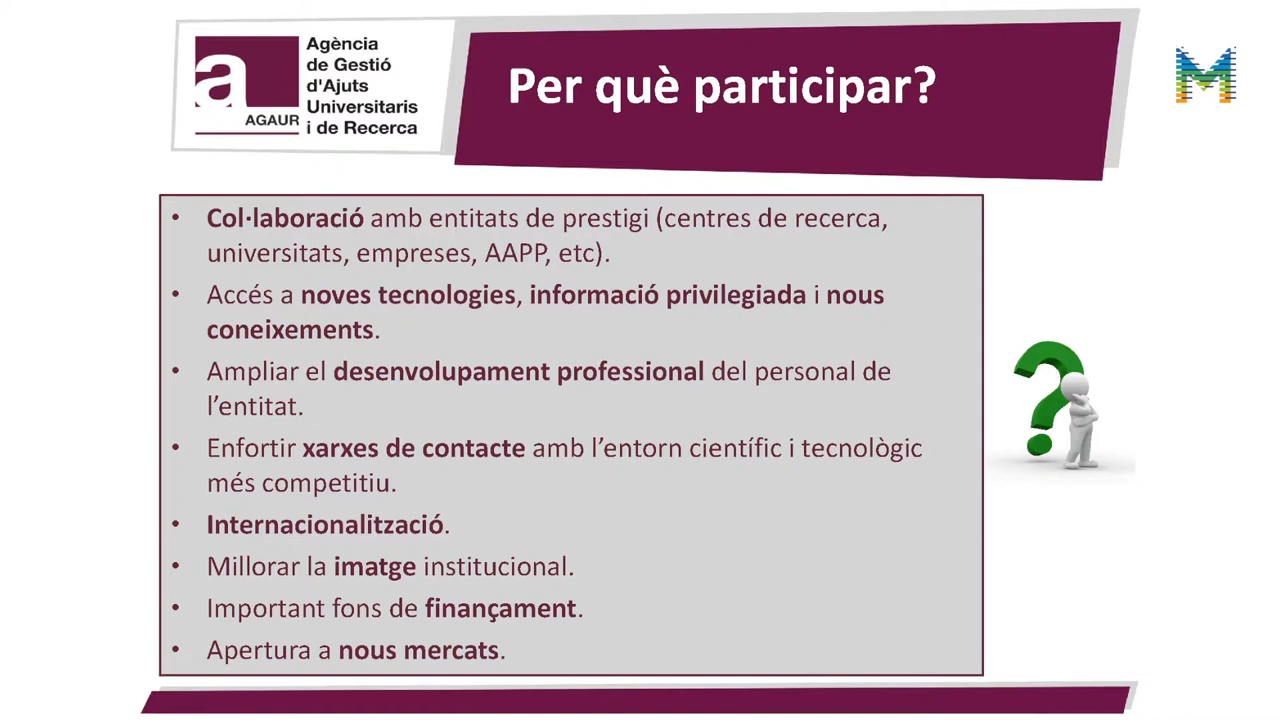 Agència
de Gestió
d'Ajuts
Universitaris
i de Recerca
a
AGAUR
Per què participar?
M
• Col·laboració amb entitats de prestigi (centres de recerca,
universitats, empreses, AAPP, etc).
• Accés a noves tecnologies, informació privilegiada i nous
coneixements.
• Ampliar el desenvolupament professional del personal de
l’entitat.
• Enfortir xarxes de contacte amb l’entorn científic i tecnològic
més competitiu.
• Internacionalització.
• Millorar la imatge institucional.
• Important fons de finançament.
• Apertura a nous mercats.